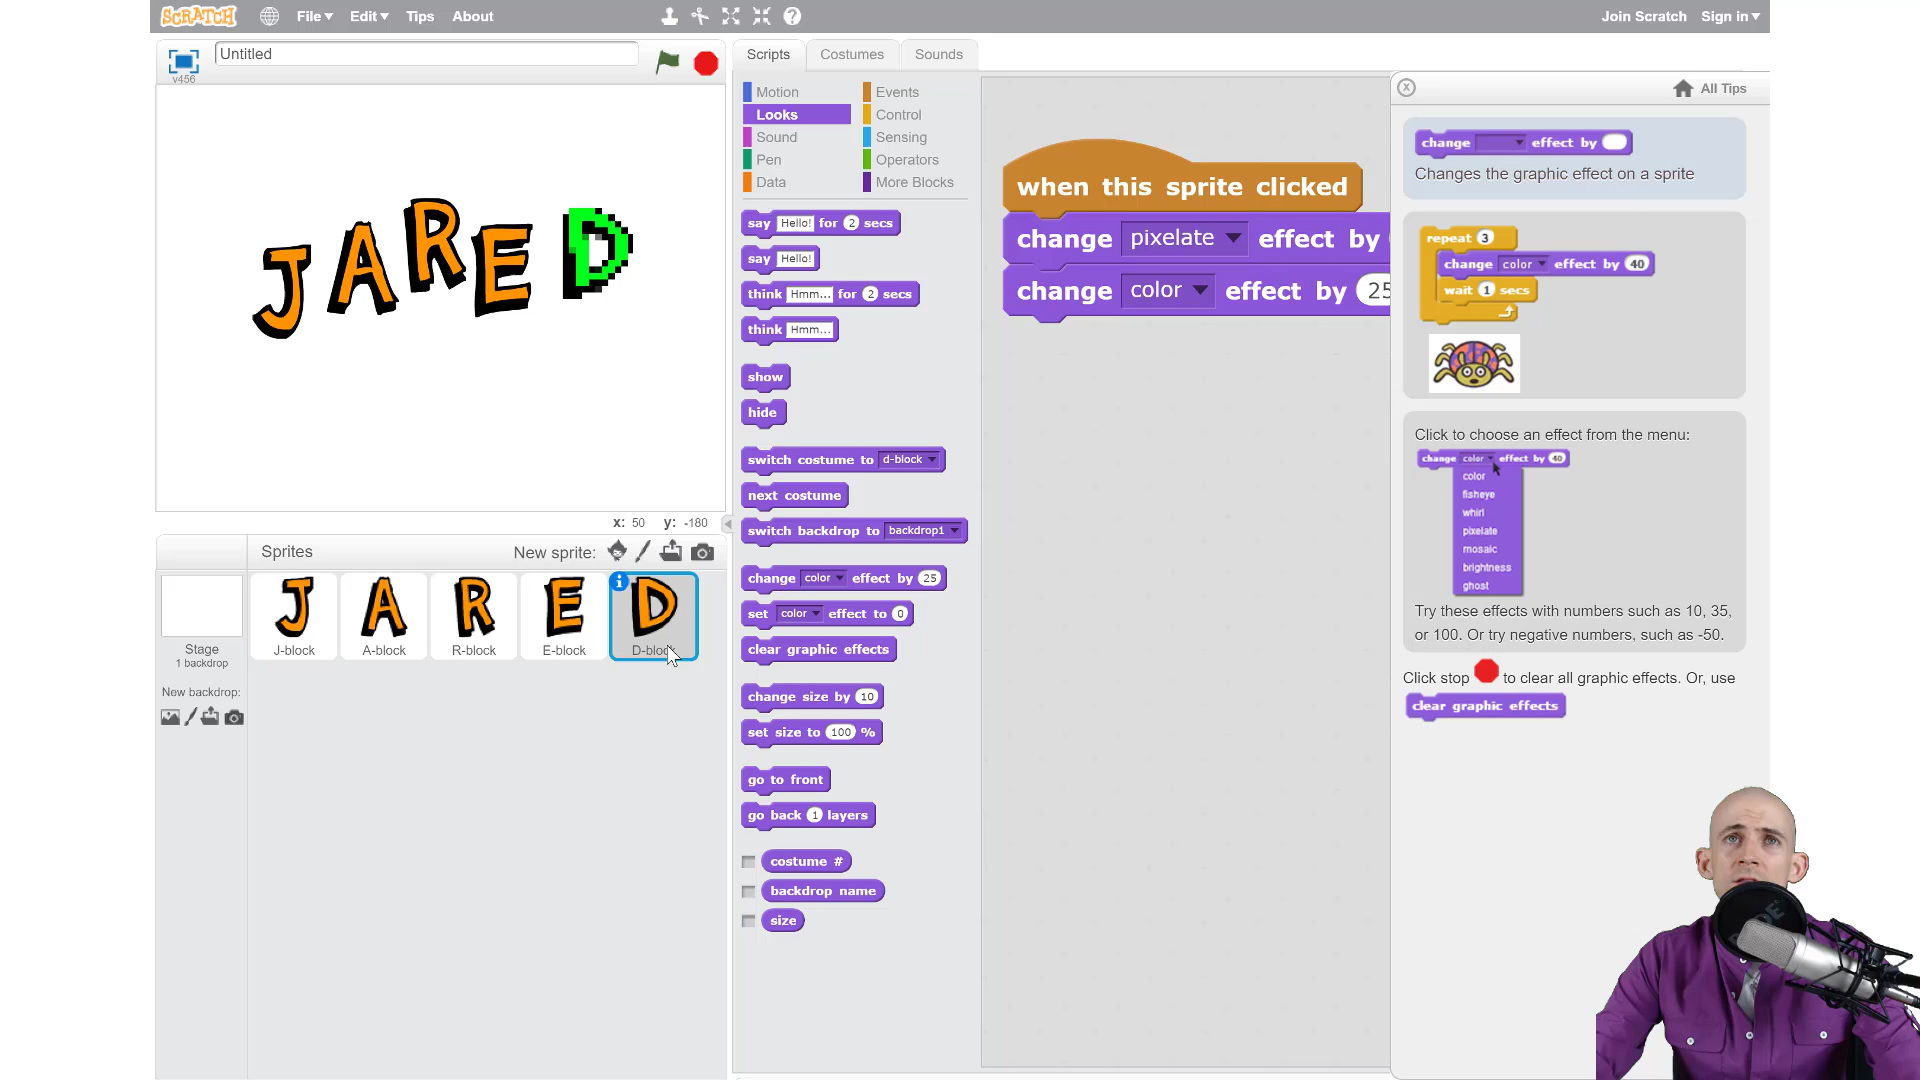 SCRATCH File Edit Tips About Join Scratch Sign in
v456
Untitled
JARED
x: 50 y: -180
Sprites New sprite:
J A R E D
Stage
1 backdrop
J-block A-block R-block E-block D-block
New backdrop:
Scripts Costumes Sounds
Motion Events
Looks Control
Sound Sensing
Pen Operators
Data More Blocks
say Hello! for 2 secs
say Hello!
think Hmm... for 2 secs
think Hmm...
show
hide
switch costume to d-block
next costume
switch backdrop to backdrop1
change color effect by 25
set color effect to 0
clear graphic effects
change size by 10
set size to 100 %
go to front
go back 1 layers
costume #
backdrop name
size
when this sprite clicked
change pixelate effect by
change color effect by 25
All Tips
change effect by
Changes the graphic effect on a sprite
repeat 3
change color effect by 40
wait 1 secs
Click to choose an effect from the menu:
change color effect by 40
color
fisheye
whirl
pixelate
mosaic
brightness
ghost
Try these effects with numbers such as 10, 35,
or 100. Or try negative numbers, such as -50.
Click stop to clear all graphic effects. Or, use
clear graphic effects